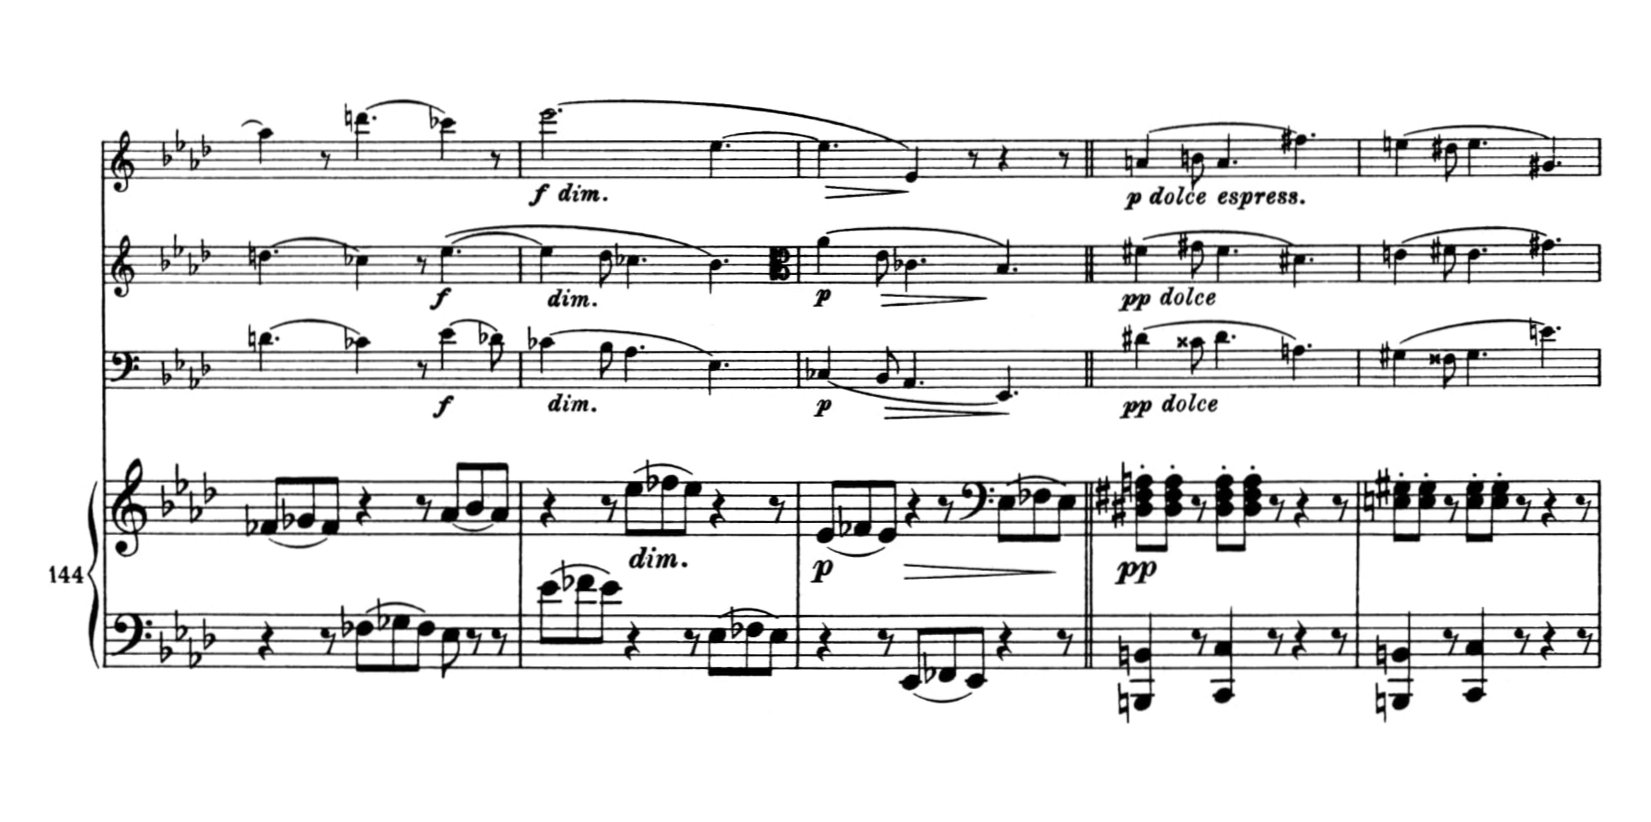 f dim.
p dolce espress.
f dim. p pp dolce
f dim. p pp dolce
dim. p pp
144